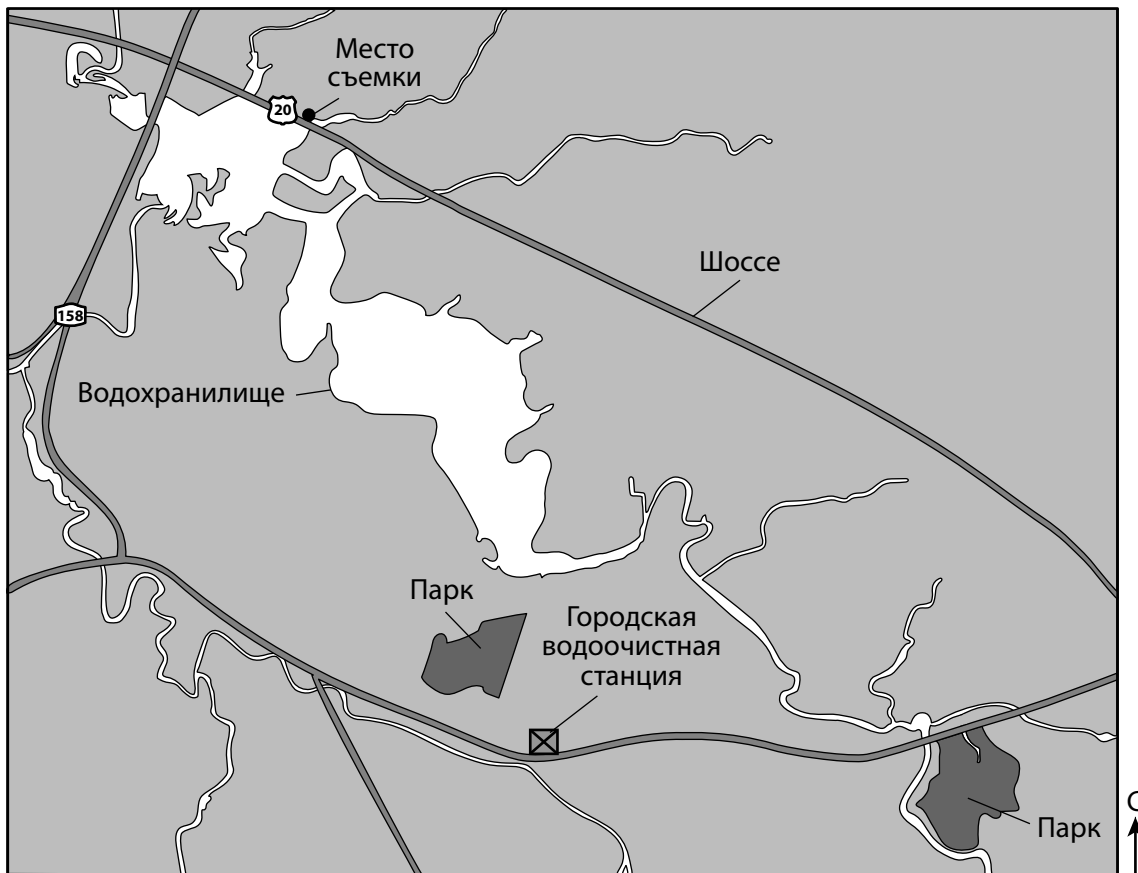 Место
съемки
20
Шоссе
158
Водохранилище
Парк
Городская
водоочистная
станция
С
Парк